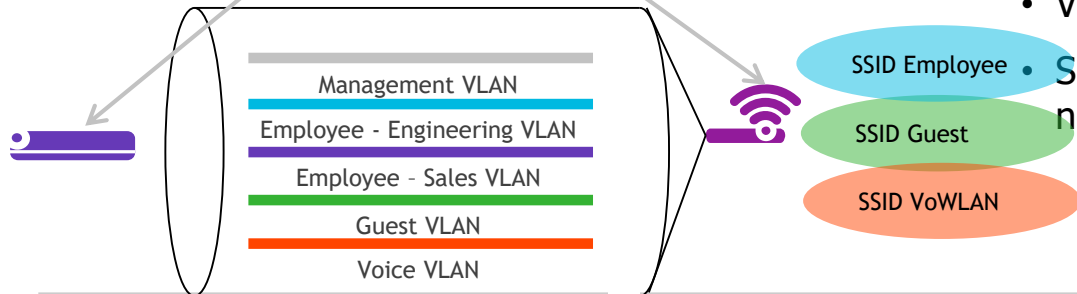 Management VLAN
Employee - Engineering VLAN
Employee – Sales VLAN
Guest VLAN
Voice VLAN
SSID Employee
SSID Guest
SSID VoWLAN